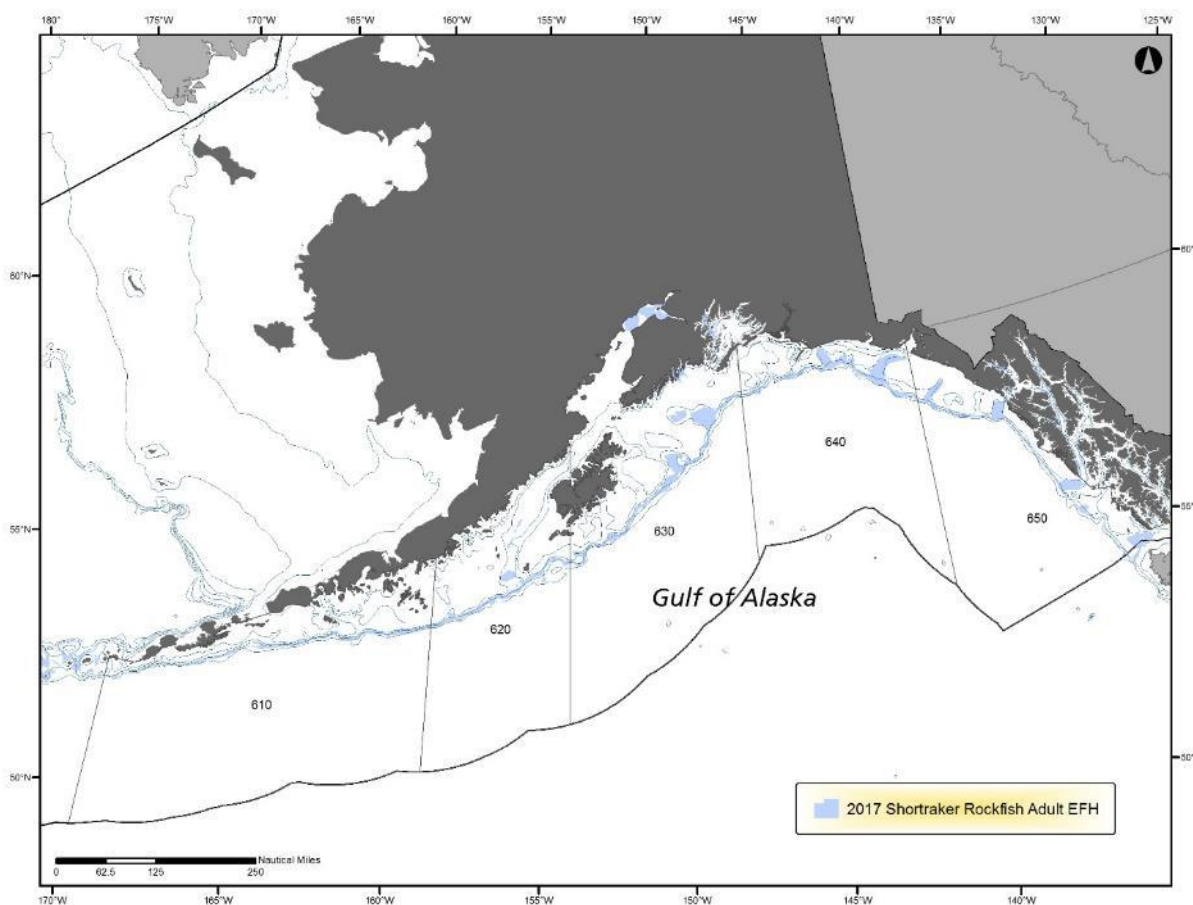 180° 175°W 170°W 165°W 160°W 155°W 150°W 145°W 140°W 135°W 130°W 125°W
60°N 60°N
640
55°N 55°N
630 650
Gulf of Alaska
620
610
50°N 50°N
2017 Shortraker Rockfish Adult EFH
Nautical Miles
0 62.5 125 250
170°W 165°W 160°W 155°W 150°W 145°W 140°W